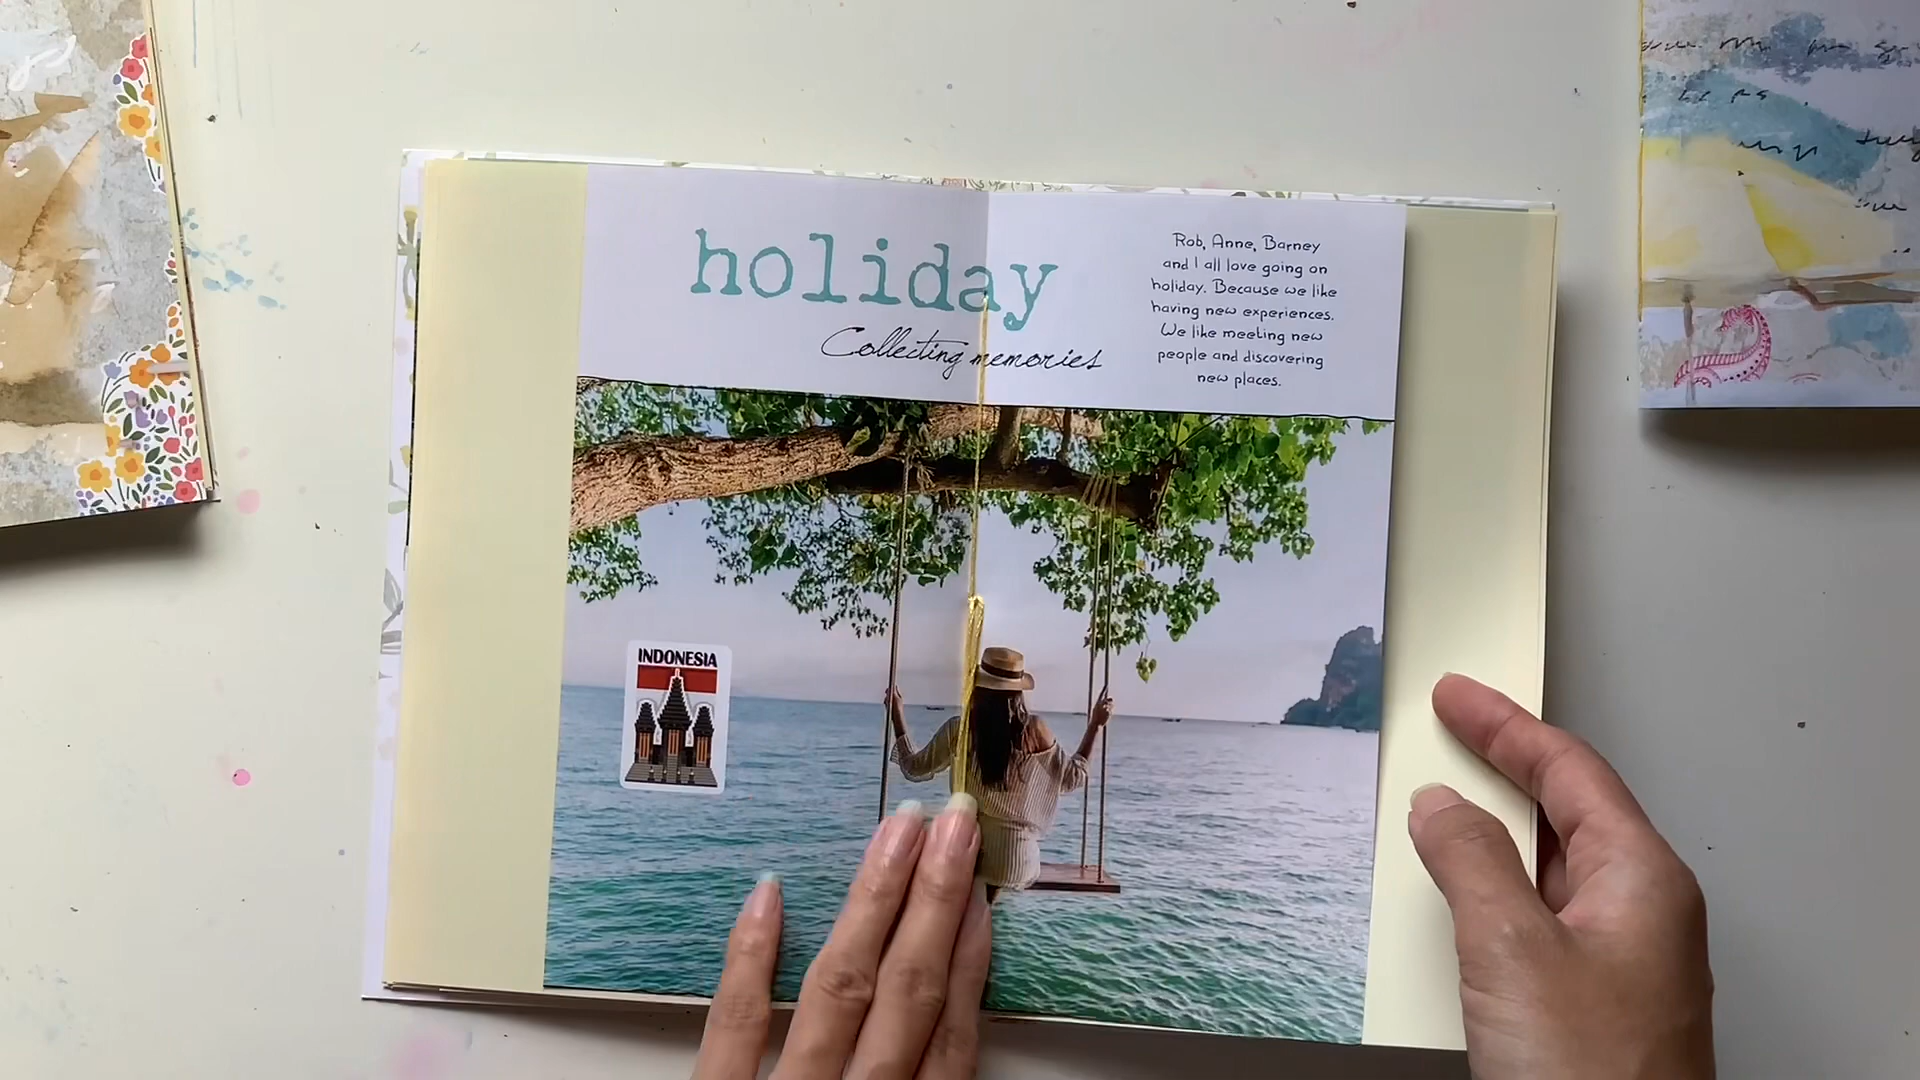 holiday
Collecting memories
Rob, Anne, Barney
and I all love going on
holiday. Because we like
having new experiences.
We like meeting new
people and discovering
new places.
INDONESIA